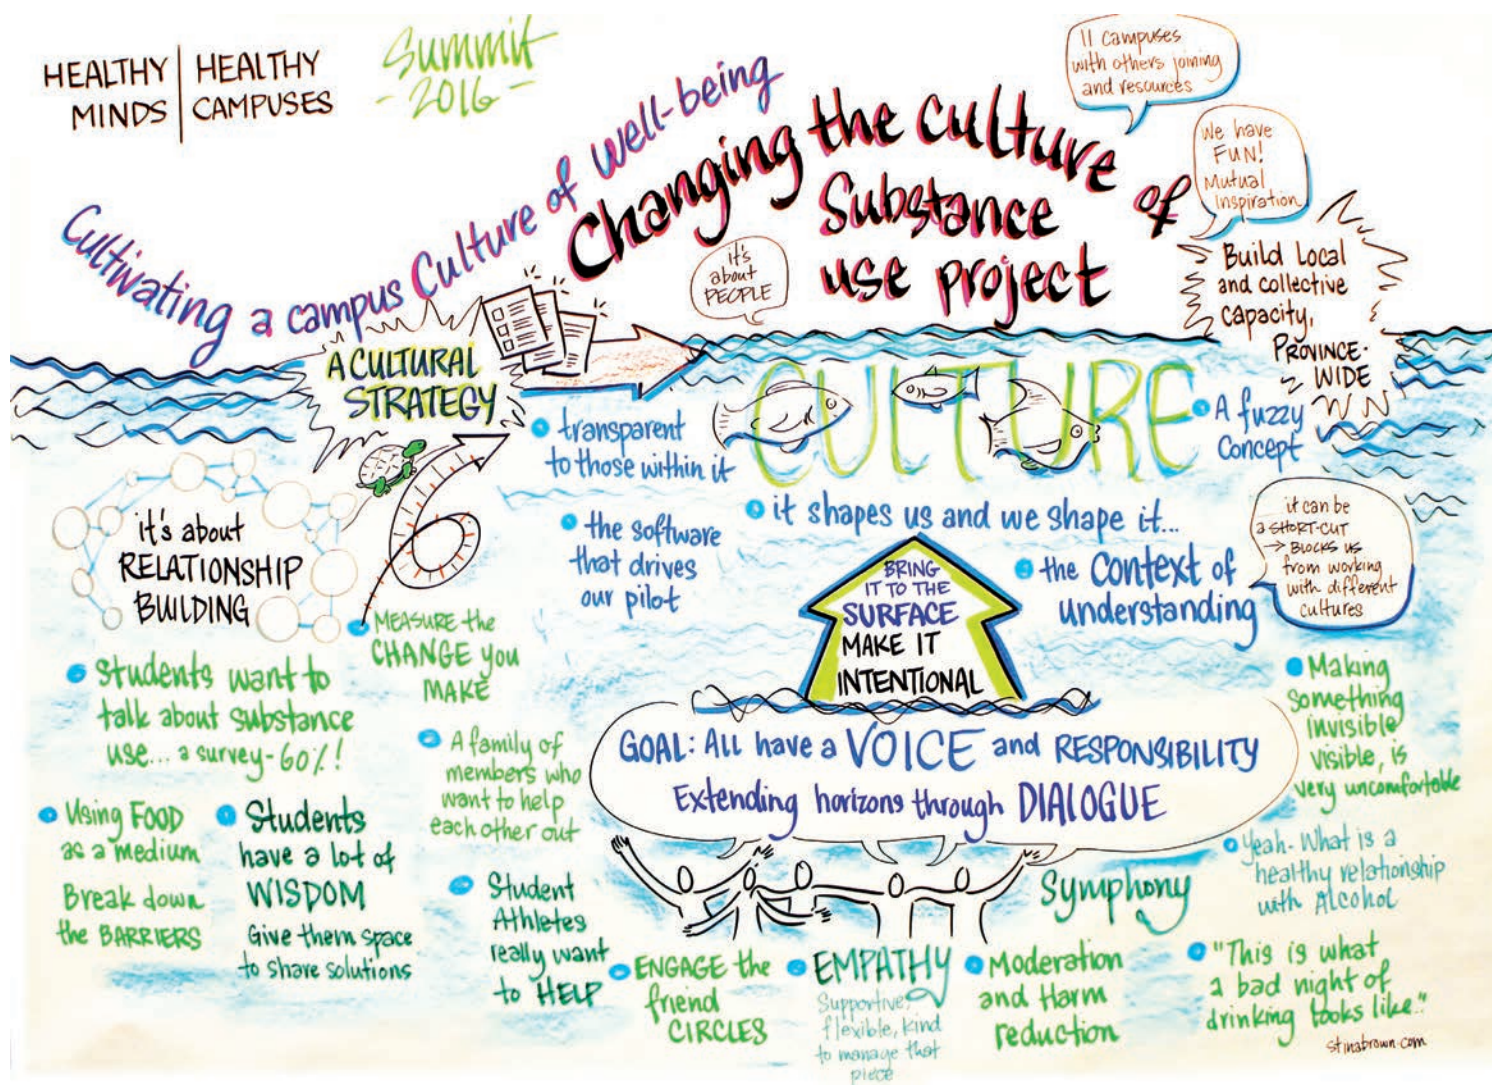 HEALTHY MINDS
HEALTHY CAMPUSES
Summit
- 2016 -
Cultivating a campus Culture of well-being
Changing the Culture of
Substance
use project
11 campuses
with others joining
and resources
We have
FUN!
Mutual
Inspiration
it's
about
PEOPLE
Build Local
and collective
capacity,
PROVINCE-
WIDE
A CULTURAL
STRATEGY
CULTURE
transparent
to those within it
A fuzzy
Concept
the software
that drives
our pilot
it shapes us and we shape it...
the Context of
understanding
it can be
a SHORT-CUT
→ BLOCKS US
from working
with different
cultures
BRING
IT TO THE
SURFACE
MAKE IT
INTENTIONAL
it's about
RELATIONSHIP
BUILDING
MEASURE the
CHANGE you
MAKE
Students want to
talk about substance
use... a survey-60%!
A family of
members who
want to help
each other out
GOAL: All have a VOICE and RESPONSIBILITY
Extending horizons through DIALOGUE
Making
something
invisible
visible, is
very uncomfortable
Using FOOD
as a medium
Break down
the BARRIERS
Students
have a lot of
WISDOM
Give them space
to share solutions
Student
Athletes
really want
to HELP
Symphony
Yeah- What is a
healthy relationship
with Alcohol
ENGAGE the
friend
CIRCLES
EMPATHY
Supportive,
flexible, kind
to manage that
piece
Moderation
and Harm
reduction
"This is what
a bad night of
drinking looks like."
stinabrown.com